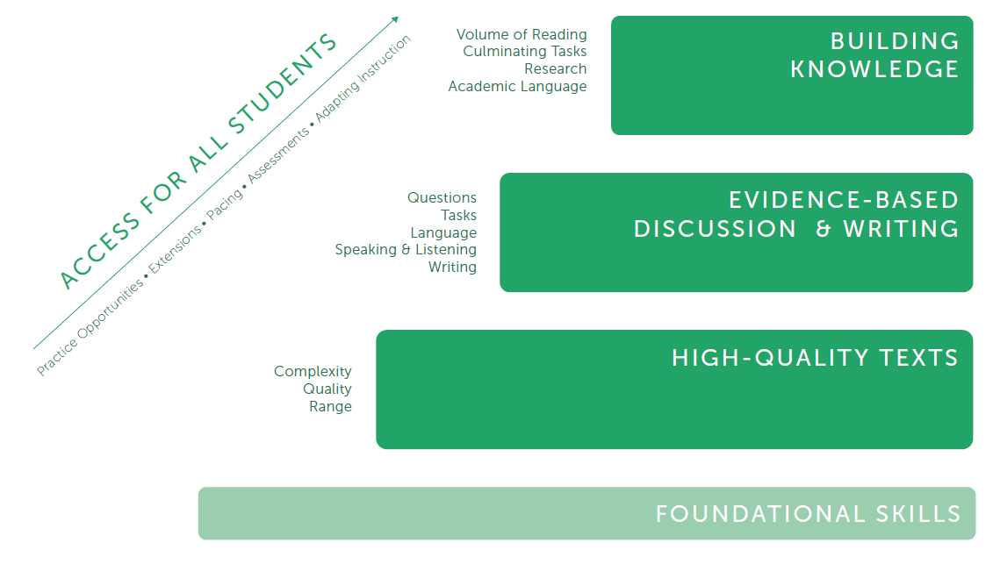 ACCESS FOR ALL STUDENTS
Practice Opportunities • Extensions • Pacing • Assessments • Adapting Instruction
Volume of Reading
Culminating Tasks
Research
Academic Language
BUILDING
KNOWLEDGE
Questions
Tasks
Language
Speaking & Listening
Writing
EVIDENCE-BASED
DISCUSSION & WRITING
Complexity
Quality
Range
HIGH-QUALITY TEXTS
FOUNDATIONAL SKILLS